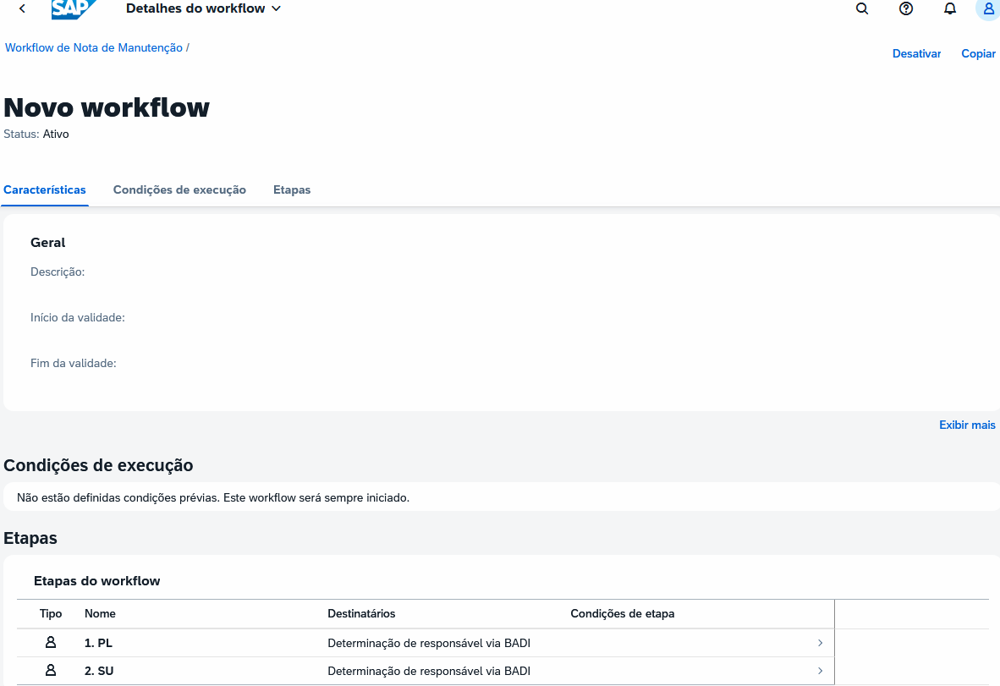 SAP Detalhes do workflow
Workflow de Nota de Manutenção /
Desativar Copiar
Novo workflow
Status: Ativo
Características Condições de execução Etapas
Geral
Descrição:
Início da validade:
Fim da validade:
Exibir mais
Condições de execução
Não estão definidas condições prévias. Este workflow será sempre iniciado.
Etapas
Etapas do workflow
Tipo Nome Destinatários Condições de etapa
1. PL Determinação de responsável via BADI
2. SU Determinação de responsável via BADI